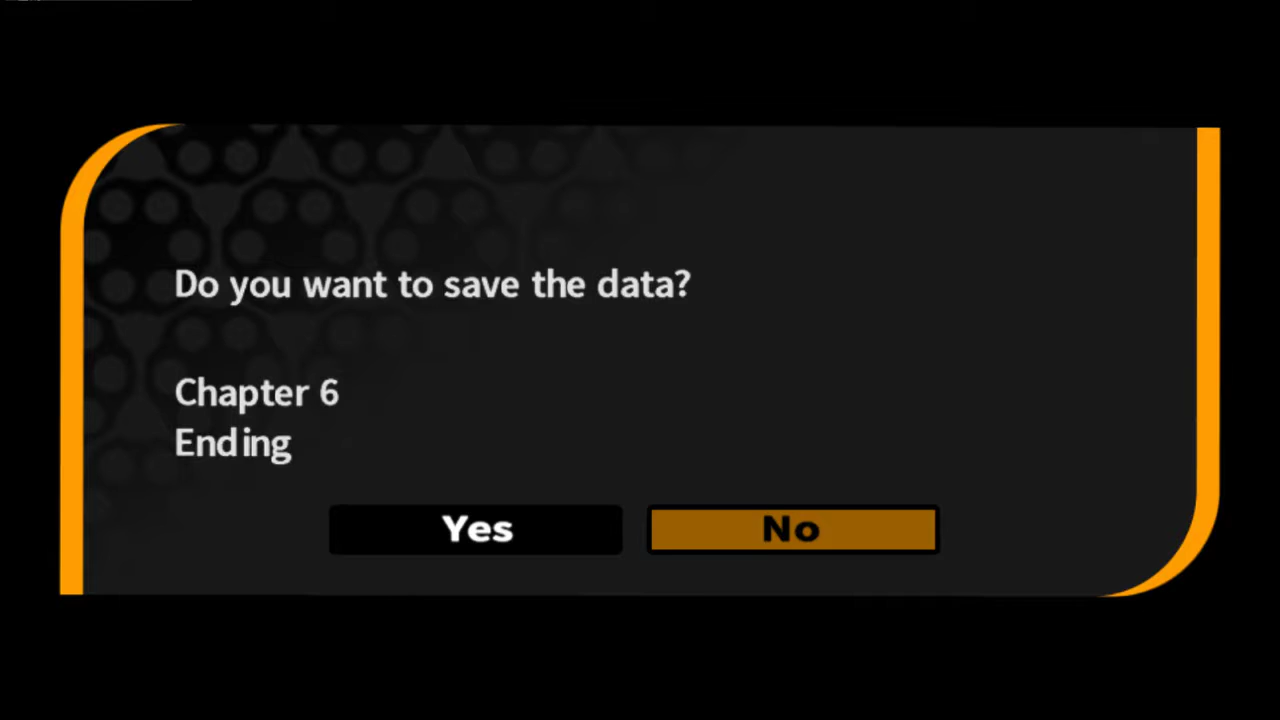 Do you want to save the data?
Chapter 6
Ending
Yes No